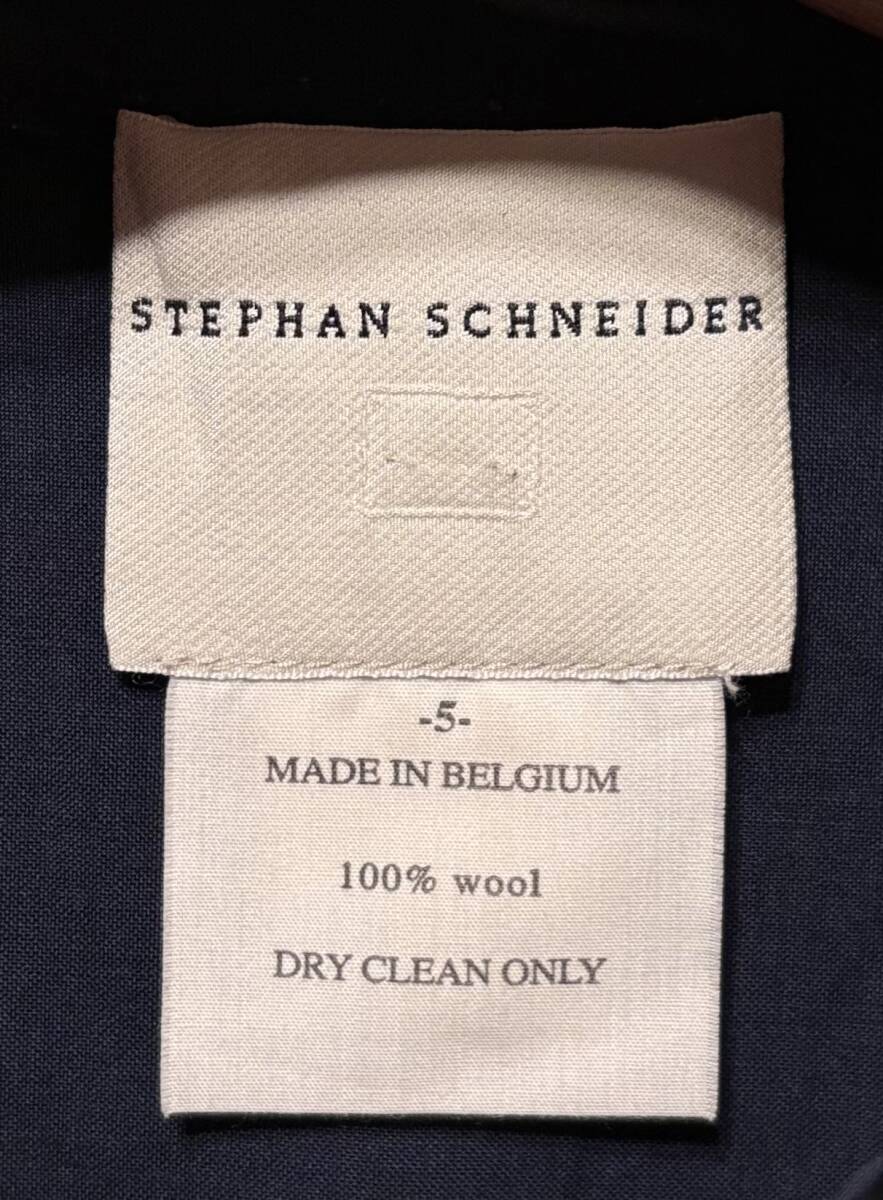 STEPHAN SCHNEIDER
-5-
MADE IN BELGIUM
100% wool
DRY CLEAN ONLY